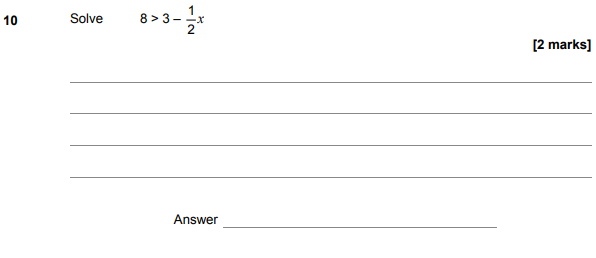 10 Solve 8 > 3 – 1/2 x
[2 marks]
Answer